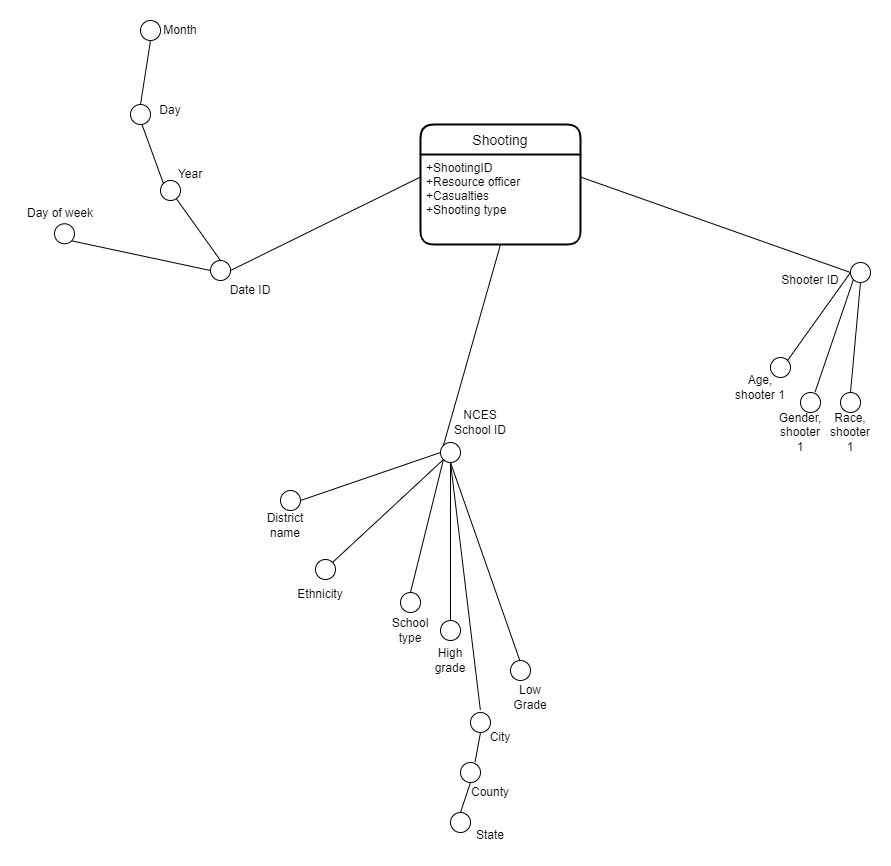 Month
Day
Year
Day of week
Date ID
Shooting
+ShootingID
+Resource officer
+Casualties
+Shooting type
Shooter ID
Age,
shooter 1
Gender,
shooter
1
Race,
shooter
1
NCES
School ID
District
name
Ethnicity
School
type
High
grade
Low
Grade
City
County
State